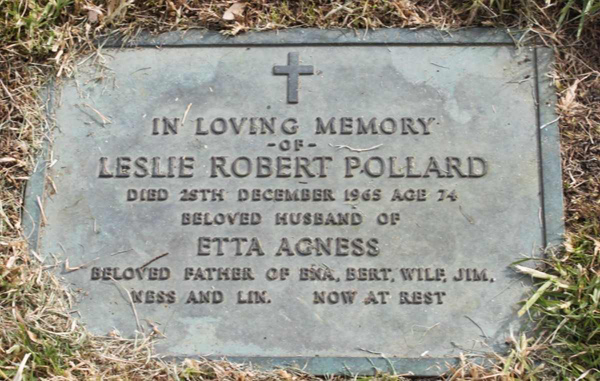 IN LOVING MEMORY
-OF-
LESLIE ROBERT POLLARD
DIED 25TH DECEMBER 1965 AGE 74
BELOVED HUSBAND OF
ETTA AGNESS
BELOVED FATHER OF ENA, BERT, WILF, JIM,
NESS AND LIN. NOW AT REST